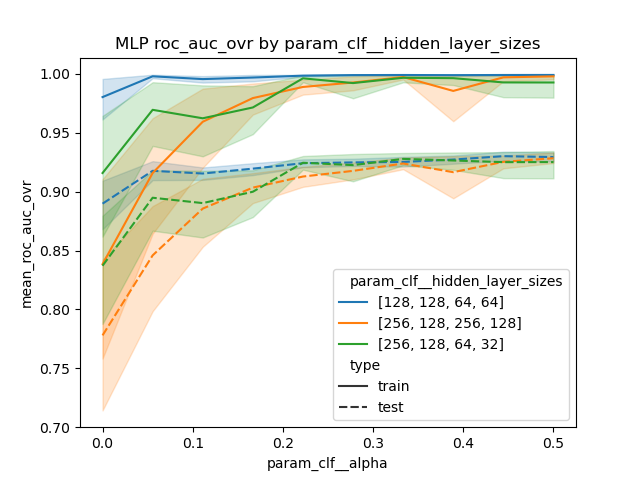 MLP roc_auc_ovr by param_clf__hidden_layer_sizes
mean_roc_auc_ovr
1.00
0.95
0.90
0.85
0.80
0.75
0.70
param_clf__hidden_layer_sizes
[128, 128, 64, 64]
[256, 128, 256, 128]
[256, 128, 64, 32]
type
train
test
0.0 0.1 0.2 0.3 0.4 0.5
param_clf__alpha